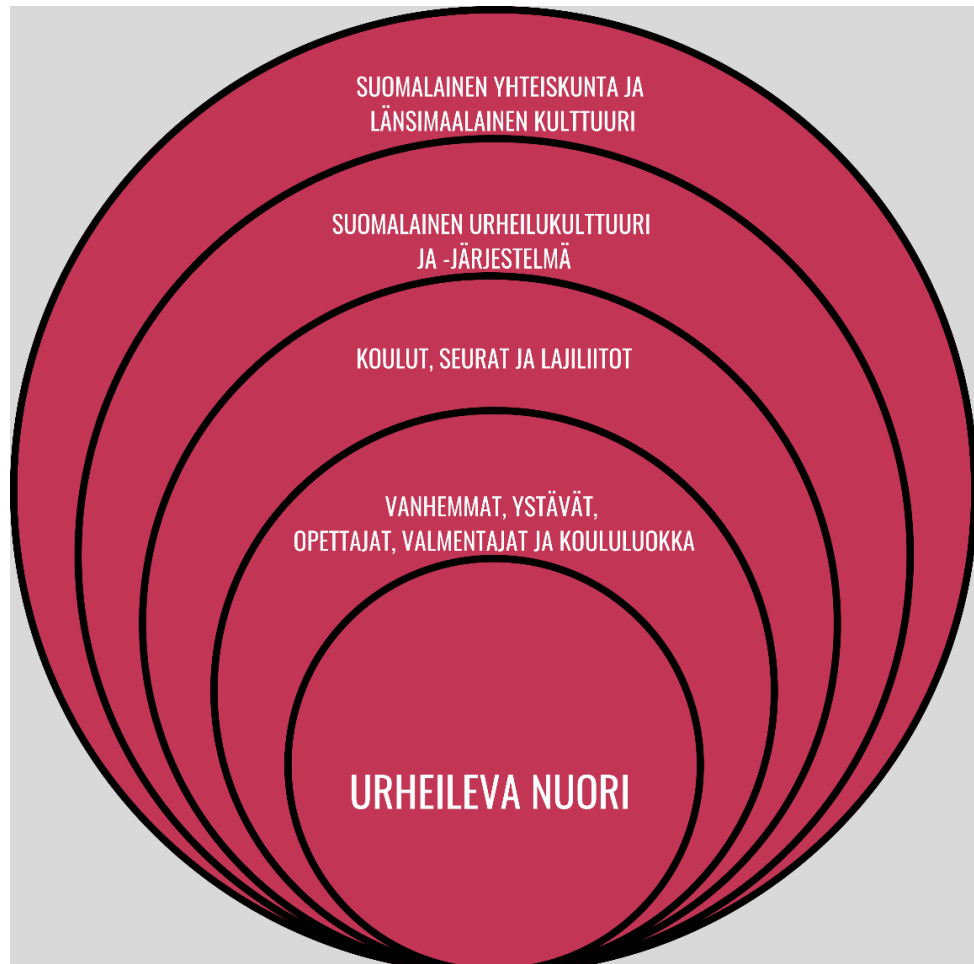 SUOMALAINEN YHTEISKUNTA JA
LÄNSIMAALAINEN KULTTUURI
SUOMALAINEN URHEILUKULTTUURI
JA -JÄRJESTELMÄ
KOULUT, SEURAT JA LAJILIITOT
VANHEMMAT, YSTÄVÄT,
OPETTAJAT, VALMENTAJAT JA KOULULUOKKA
URHEILEVA NUORI